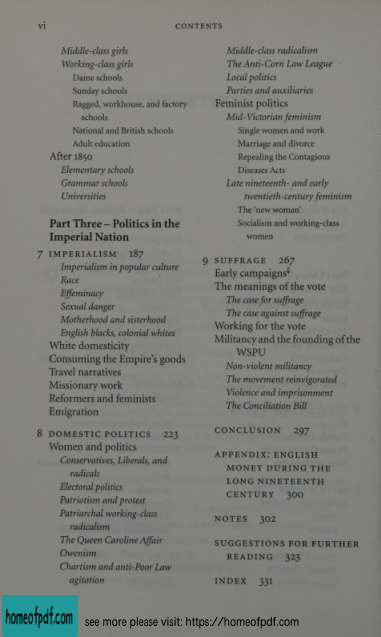 vi
CONTENTS
Middle-class girls
Working-class girls
Dame schools
Sunday schools
Ragged, workhouse, and factory
schools
National and British schools
Adult education
After 1850
Elementary schools
Grammar schools
Universities
Part Three – Politics in the
Imperial Nation
7 IMPERIALISM 187
Imperialism in popular culture
Race
Effeminacy
Sexual danger
Motherhood and sisterhood
English blacks, colonial whites
White domesticity
Consuming the Empire's goods
Travel narratives
Missionary work
Reformers and feminists
Emigration
8 DOMESTIC POLITICS 223
Women and politics
Conservatives, Liberals, and
radicals
Electoral politics
Patriotism and protest
Patriarchal working-class
radicalism
The Queen Caroline Affair
Owenism
Chartism and anti-Poor Law
agitation
Middle-class radicalism
The Anti-Corn Law League
Local politics
Parties and auxiliaries
Feminist politics
Mid-Victorian feminism
Single women and work
Marriage and divorce
Repealing the Contagious
Diseases Acts
Late nineteenth- and early
twentieth-century feminism
The 'new woman'
Socialism and working-class
women
9 SUFFRAGE 267
Early campaigns
The meanings of the vote
The case for suffrage
The case against suffrage
Working for the vote
Militancy and the founding of the
WSPU
Non-violent militancy
The movement reinvigorated
Violence and imprisonment
The Conciliation Bill
CONCLUSION 297
APPENDIX: ENGLISH
MONEY DURING THE
LONG NINETEENTH
CENTURY 300
NOTES 302
SUGGESTIONS FOR FURTHER
READING 323
INDEX 331
homeofpdf.com
see more please visit: https://homeofpdf.com